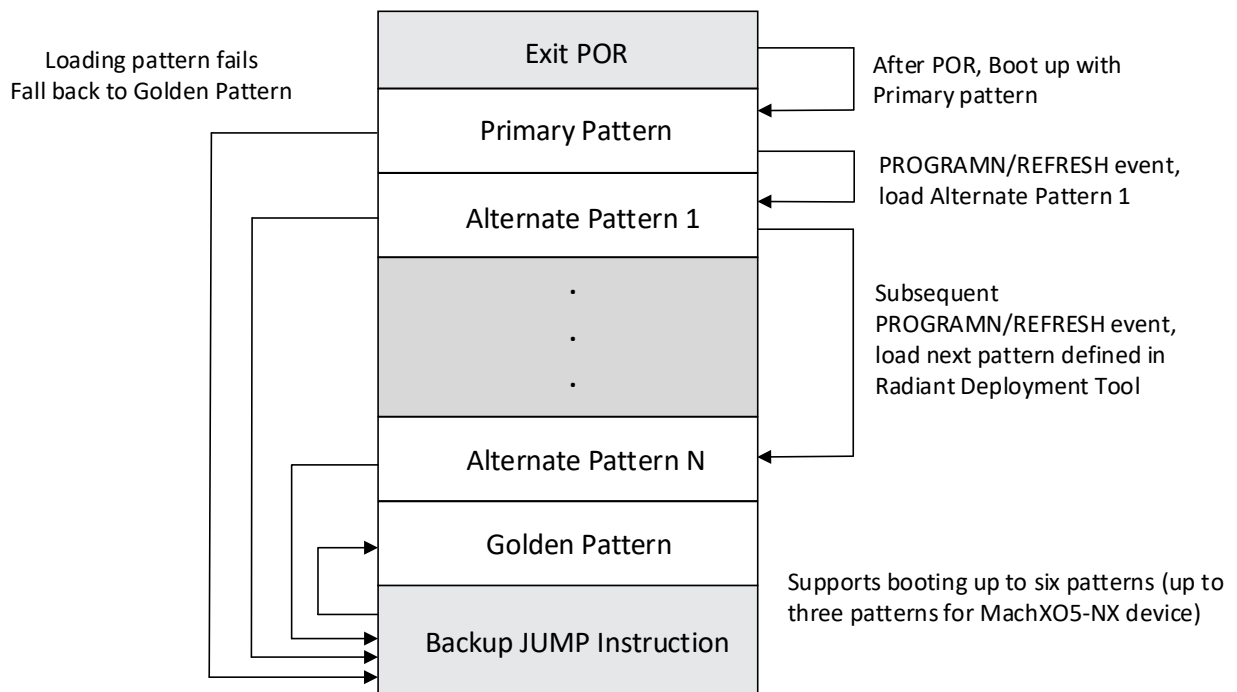 Loading pattern fails
Fall back to Golden Pattern
Exit POR
After POR, Boot up with
Primary pattern
Primary Pattern
PROGRAMN/REFRESH event,
load Alternate Pattern 1
Alternate Pattern 1
.
.
.
Subsequent
PROGRAMN/REFRESH event,
load next pattern defined in
Radiant Deployment Tool
Alternate Pattern N
Golden Pattern
Supports booting up to six patterns (up to
three patterns for MachXO5-NX device)
Backup JUMP Instruction